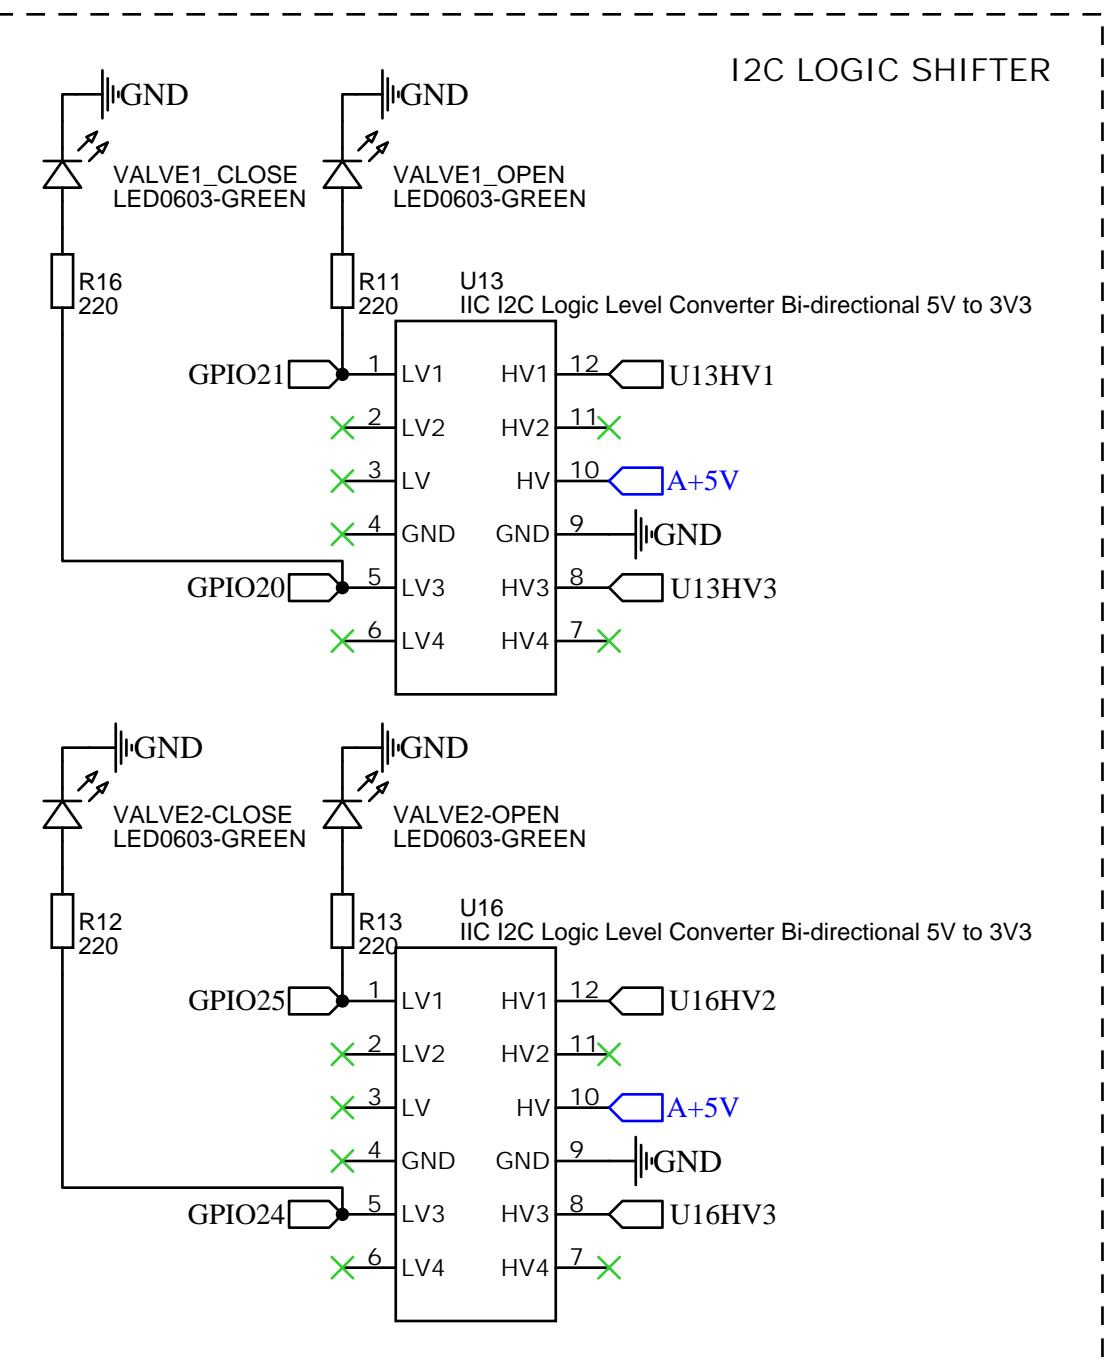 I2C LOGIC SHIFTER
GND
GND
VALVE1_CLOSE
LED0603-GREEN
VALVE1_OPEN
LED0603-GREEN
R16
220
R11
220
U13
IIC I2C Logic Level Converter Bi-directional 5V to 3V3
GPIO21 1 LV1 HV1 12 U13HV1
2 LV2 HV2 11
3 LV HV 10 A+5V
4 GND GND 9 GND
GPIO20 5 LV3 HV3 8 U13HV3
6 LV4 HV4 7
GND
GND
VALVE2-CLOSE
LED0603-GREEN
VALVE2-OPEN
LED0603-GREEN
R12
220
R13
220
U16
IIC I2C Logic Level Converter Bi-directional 5V to 3V3
GPIO25 1 LV1 HV1 12 U16HV2
2 LV2 HV2 11
3 LV HV 10 A+5V
4 GND GND 9 GND
GPIO24 5 LV3 HV3 8 U16HV3
6 LV4 HV4 7